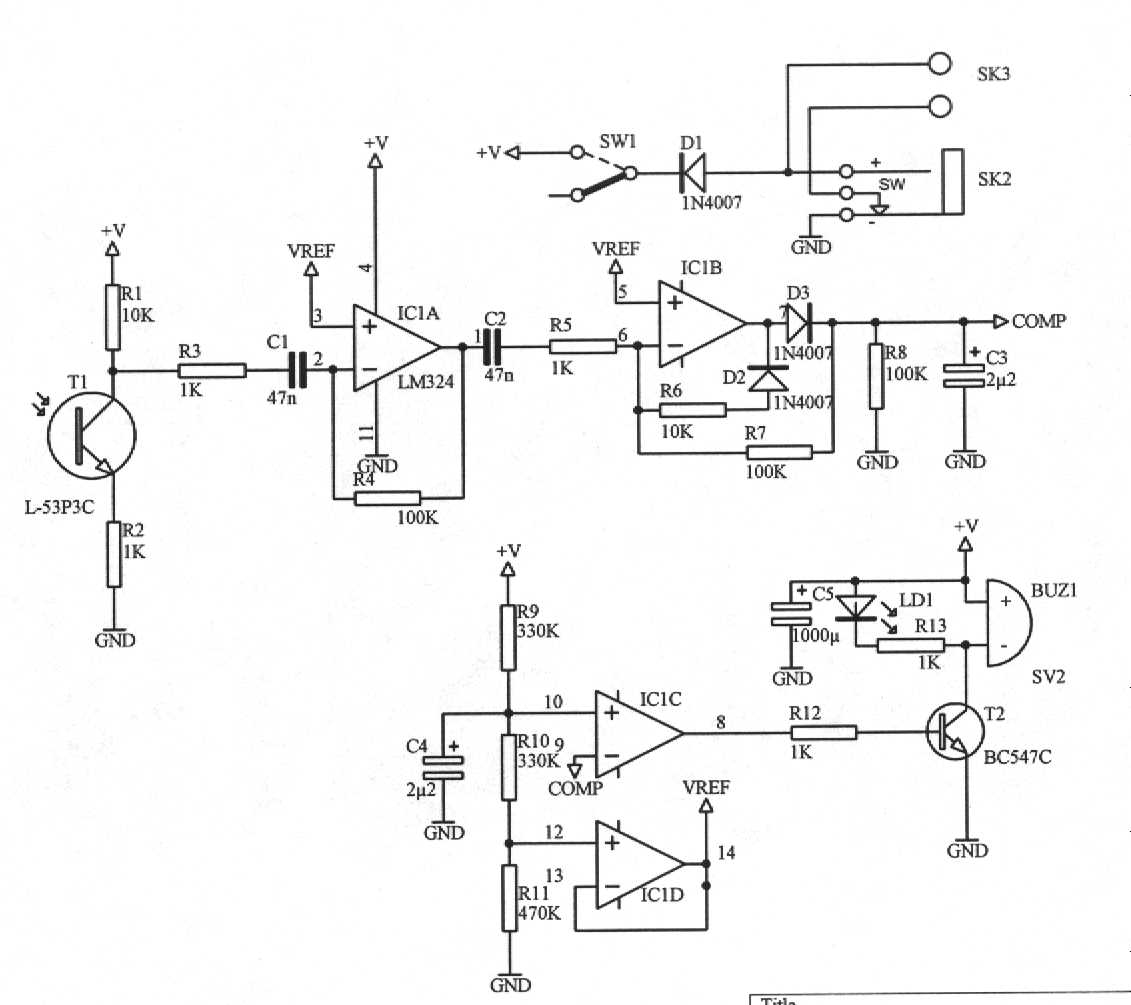 SK3
+V
SW1
D1
1N4007
+
SW
-
SK2
GND
+V
+V
R1
10K
VREF
4
3
+
IC1A
C1
2
-
LM324
47n
R3
1K
T1
L-53P3C
R2
1K
GND
11
GND
R4
100K
1
C2
47n
R5
1K
VREF
5
+
IC1B
6
-
7
D3
1N4007
D2
1N4007
R6
10K
R7
100K
COMP
R8
100K
GND
+
C3
2µ2
GND
+V
R9
330K
10
+
IC1C
R10
330K
9
-
COMP
8
C4
+
2µ2
GND
12
+
13
-
IC1D
VREF
14
R11
470K
GND
R12
1K
+V
+
C5
1000µ
GND
LD1
R13
1K
BUZ1
+
-
SV2
T2
BC547C
GND
Title